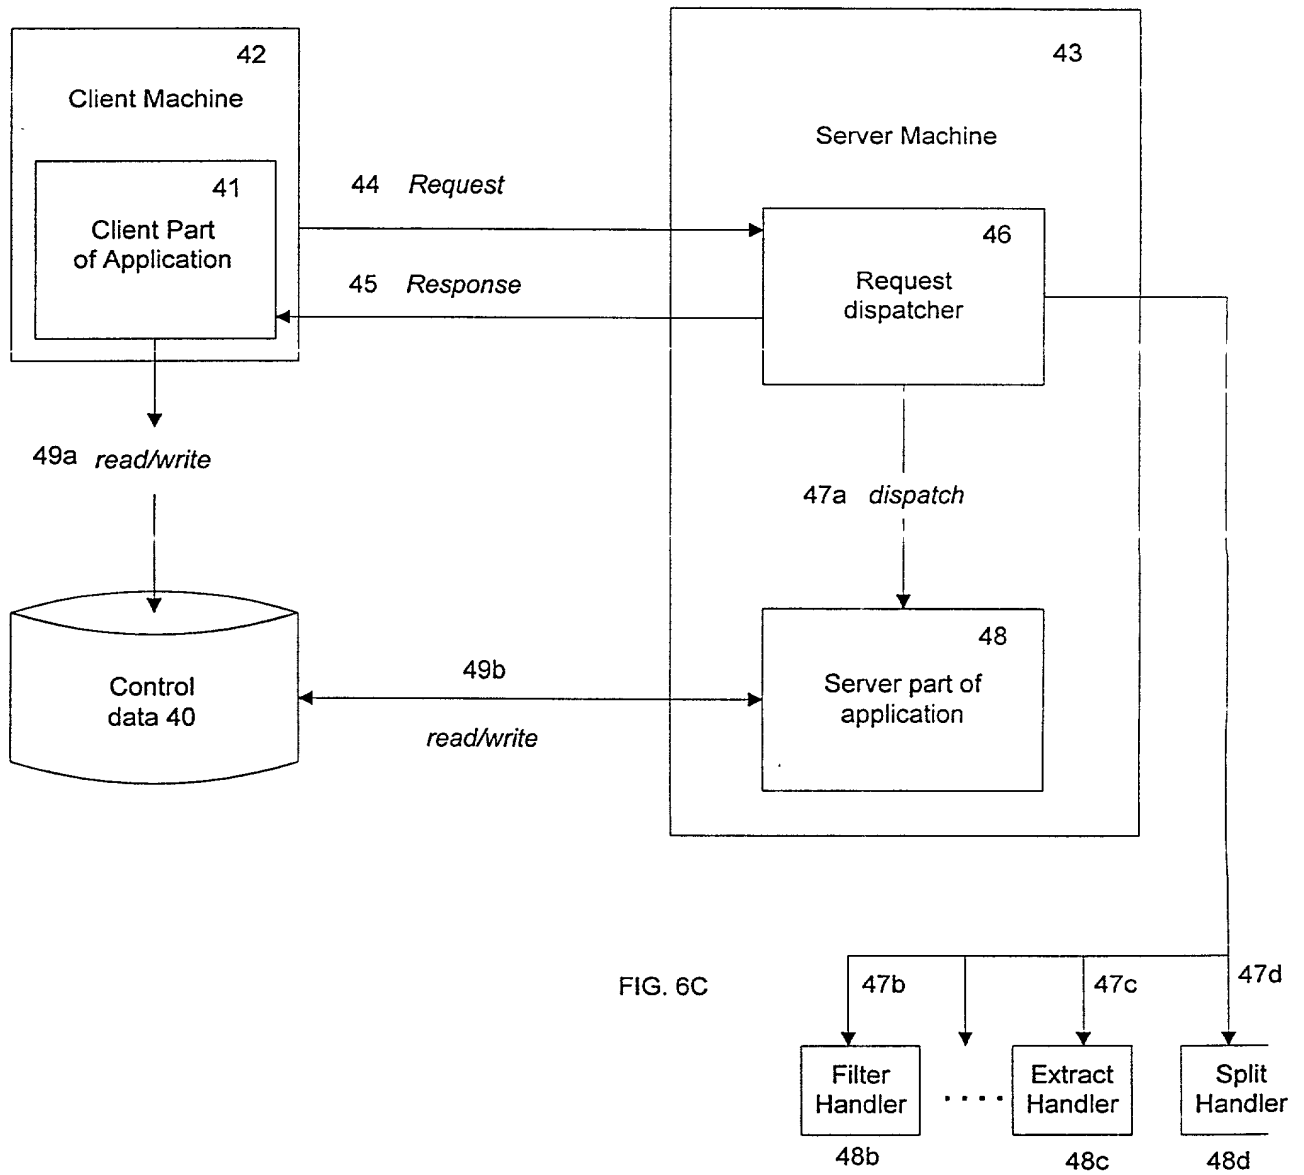 42
Client Machine
41
Client Part
of Application
44 Request
45 Response
43
Server Machine
46
Request
dispatcher
49a read/write
47a dispatch
Control
data 40
49b
read/write
48
Server part of
application
FIG. 6C
47b
47c
47d
Filter
Handler
. . . .
Extract
Handler
Split
Handler
48b
48c
48d